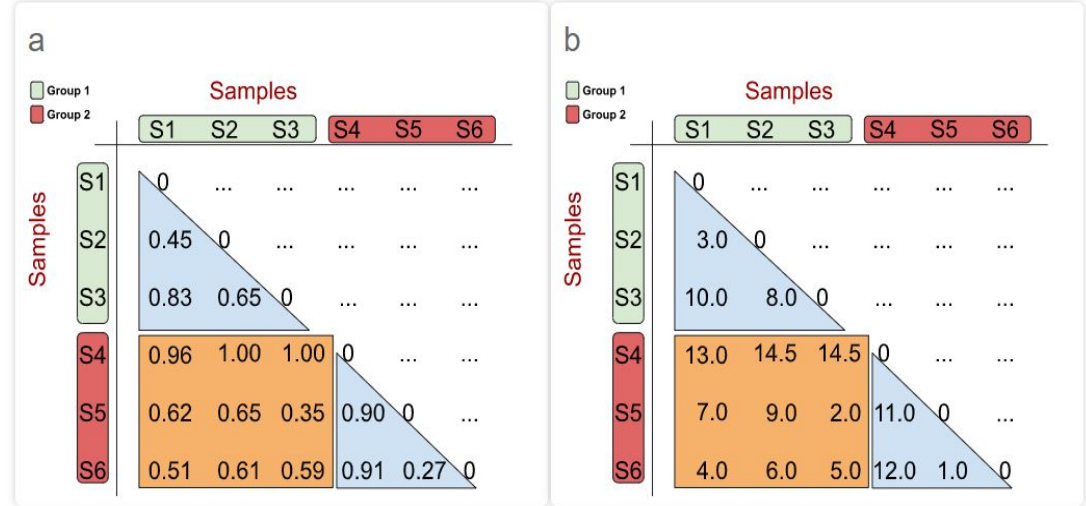 a
Group 1
Group 2
Samples
S1 S2 S3 S4 S5 S6
Samples
S1 0 ... ... ... ... ...
S2 0.45 0 ... ... ... ...
S3 0.83 0.65 0 ... ... ...
S4 0.96 1.00 1.00 0 ... ...
S5 0.62 0.65 0.35 0.90 0 ...
S6 0.51 0.61 0.59 0.91 0.27 0
b
Group 1
Group 2
Samples
S1 S2 S3 S4 S5 S6
Samples
S1 0 ... ... ... ... ...
S2 3.0 0 ... ... ... ...
S3 10.0 8.0 0 ... ... ...
S4 13.0 14.5 14.5 0 ... ...
S5 7.0 9.0 2.0 11.0 0 ...
S6 4.0 6.0 5.0 12.0 1.0 0